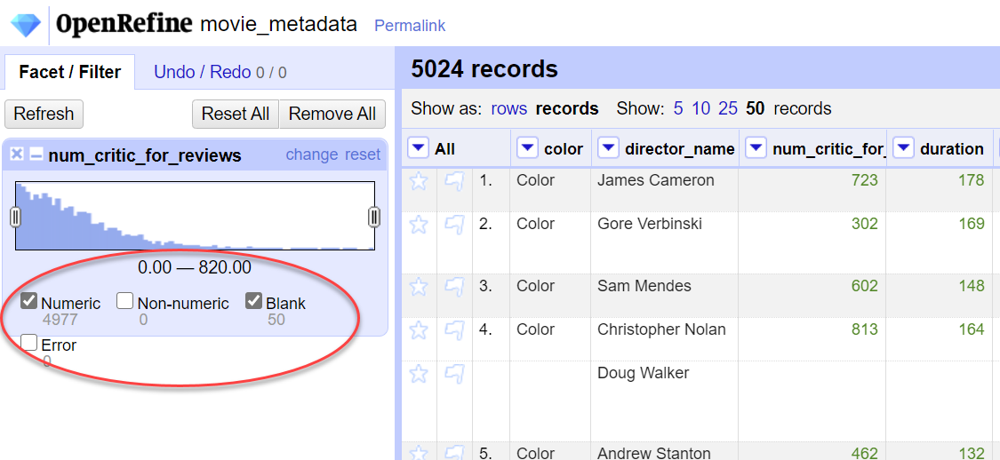 OpenRefine movie_metadata Permalink
Facet / Filter Undo / Redo 0 / 0
Refresh Reset All Remove All
num_critic_for_reviews change reset
0.00 — 820.00
Numeric Non-numeric Blank
4977 0 50
Error
0
5024 records
Show as: rows records Show: 5 10 25 50 records
All color director_name num_critic_for_ duration
1. Color James Cameron 723 178
2. Color Gore Verbinski 302 169
3. Color Sam Mendes 602 148
4. Color Christopher Nolan 813 164
Doug Walker
5. Color Andrew Stanton 462 132